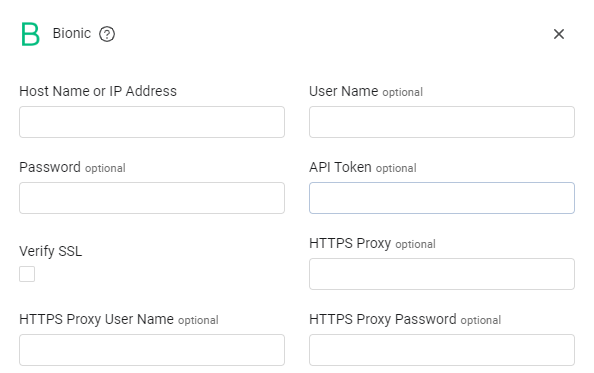 B Bionic ?
Host Name or IP Address
User Name optional
Password optional
API Token optional
Verify SSL
HTTPS Proxy optional
HTTPS Proxy User Name optional
HTTPS Proxy Password optional